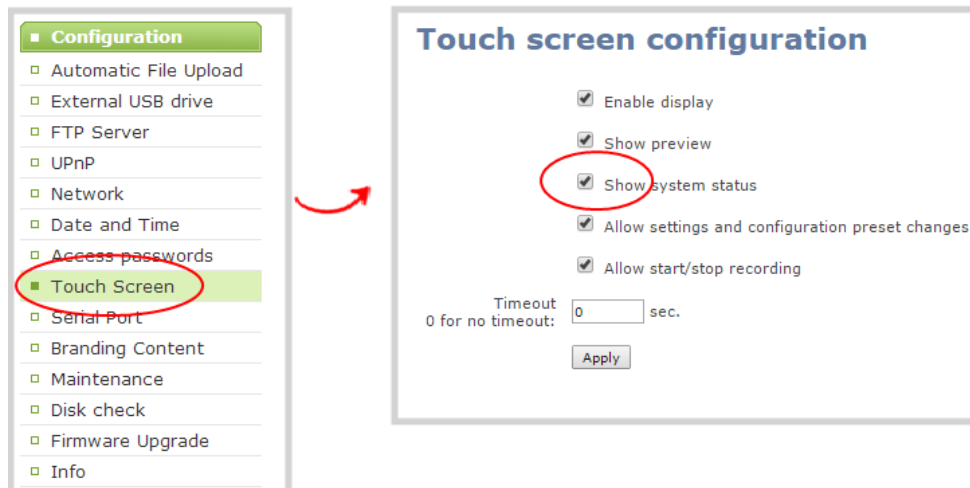 Configuration
Automatic File Upload
External USB drive
FTP Server
UPnP
Network
Date and Time
Access passwords
Touch Screen
Serial Port
Branding Content
Maintenance
Disk check
Firmware Upgrade
Info
Touch screen configuration
Enable display
Show preview
Show system status
Allow settings and configuration preset changes
Allow start/stop recording
Timeout
0 for no timeout:
0 sec.
Apply